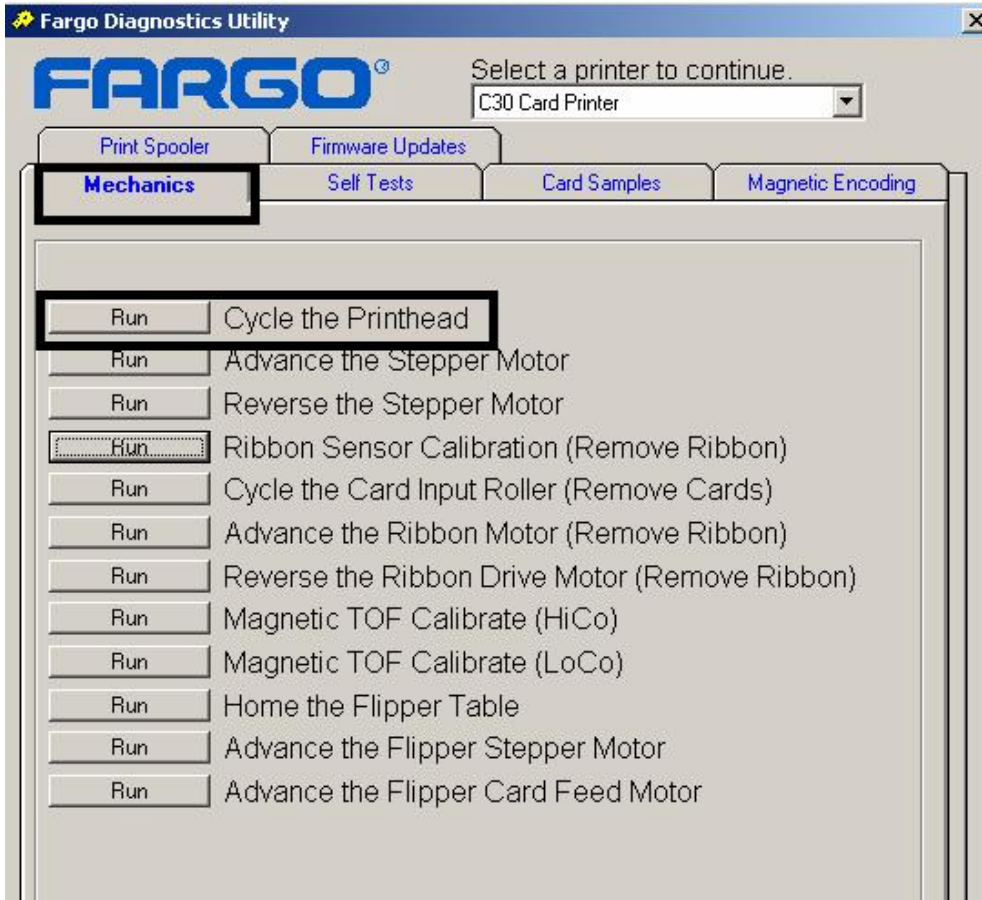 Fargo Diagnostics Utility
FARGO®
Select a printer to continue.
C30 Card Printer
Print Spooler Firmware Updates
Mechanics Self Tests Card Samples Magnetic Encoding
Run Cycle the Printhead
Run Advance the Stepper Motor
Run Reverse the Stepper Motor
Run Ribbon Sensor Calibration (Remove Ribbon)
Run Cycle the Card Input Roller (Remove Cards)
Run Advance the Ribbon Motor (Remove Ribbon)
Run Reverse the Ribbon Drive Motor (Remove Ribbon)
Run Magnetic TOF Calibrate (HiCo)
Run Magnetic TOF Calibrate (LoCo)
Run Home the Flipper Table
Run Advance the Flipper Stepper Motor
Run Advance the Flipper Card Feed Motor